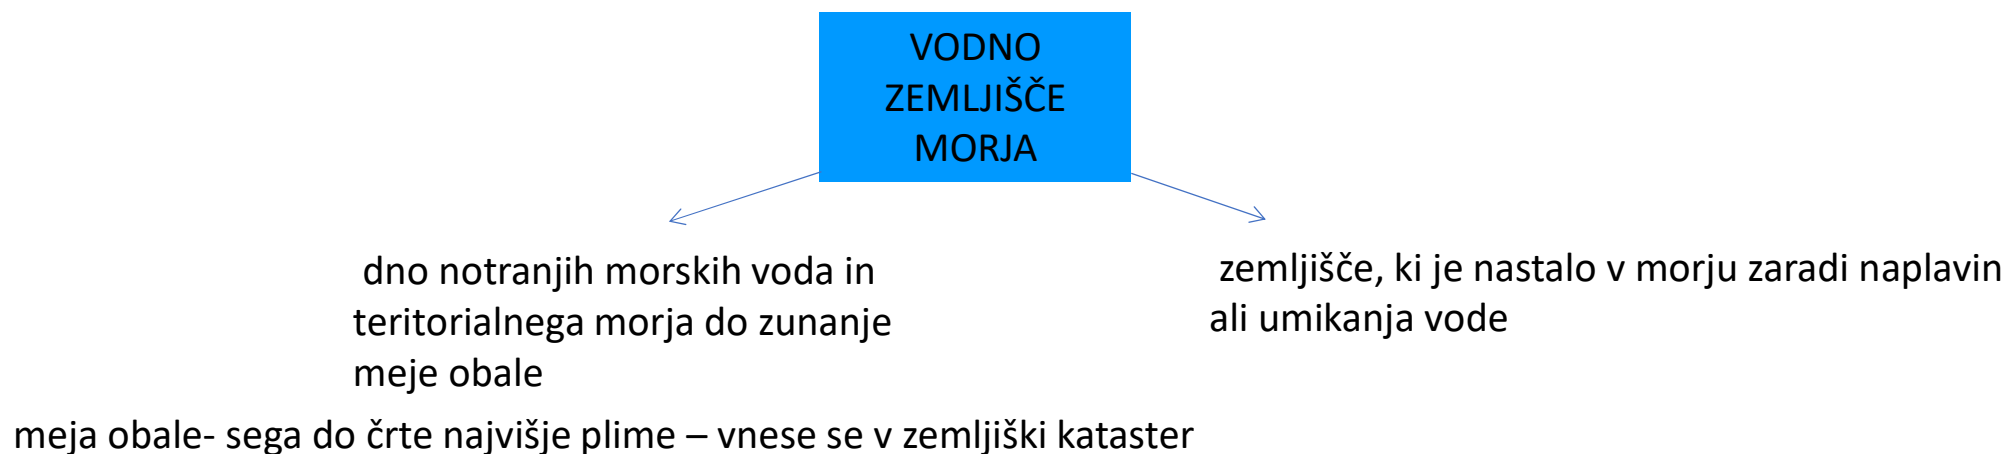 VODNO
ZEMLJIŠČE
MORJA
dno notranjih morskih voda in
teritorialnega morja do zunanje
meje obale
zemljišče, ki je nastalo v morju zaradi naplavin
ali umikanja vode
meja obale- sega do črte najvišje plime – vnese se v zemljiški kataster